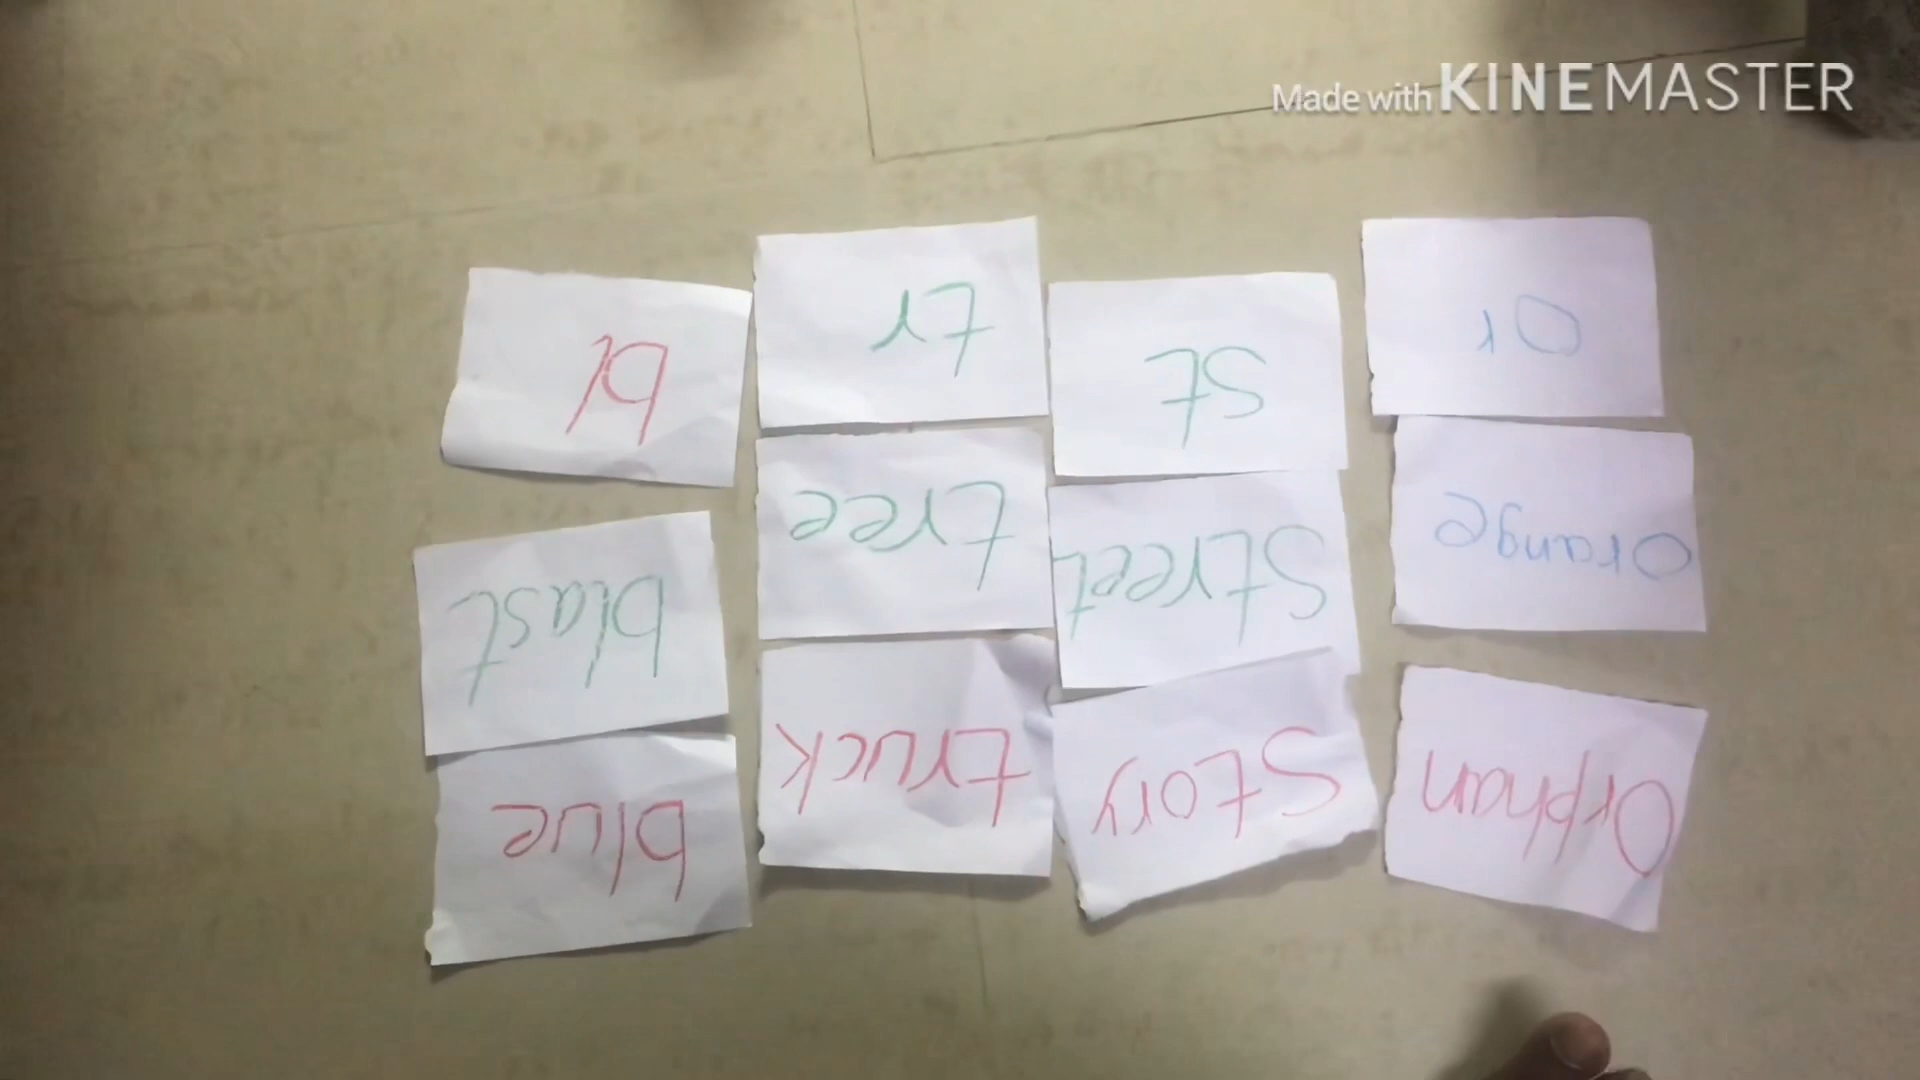 Made with KINEMASTER
bl
tr
st
or
blast
tree
Street
orange
blue
truck
Story
Orphan